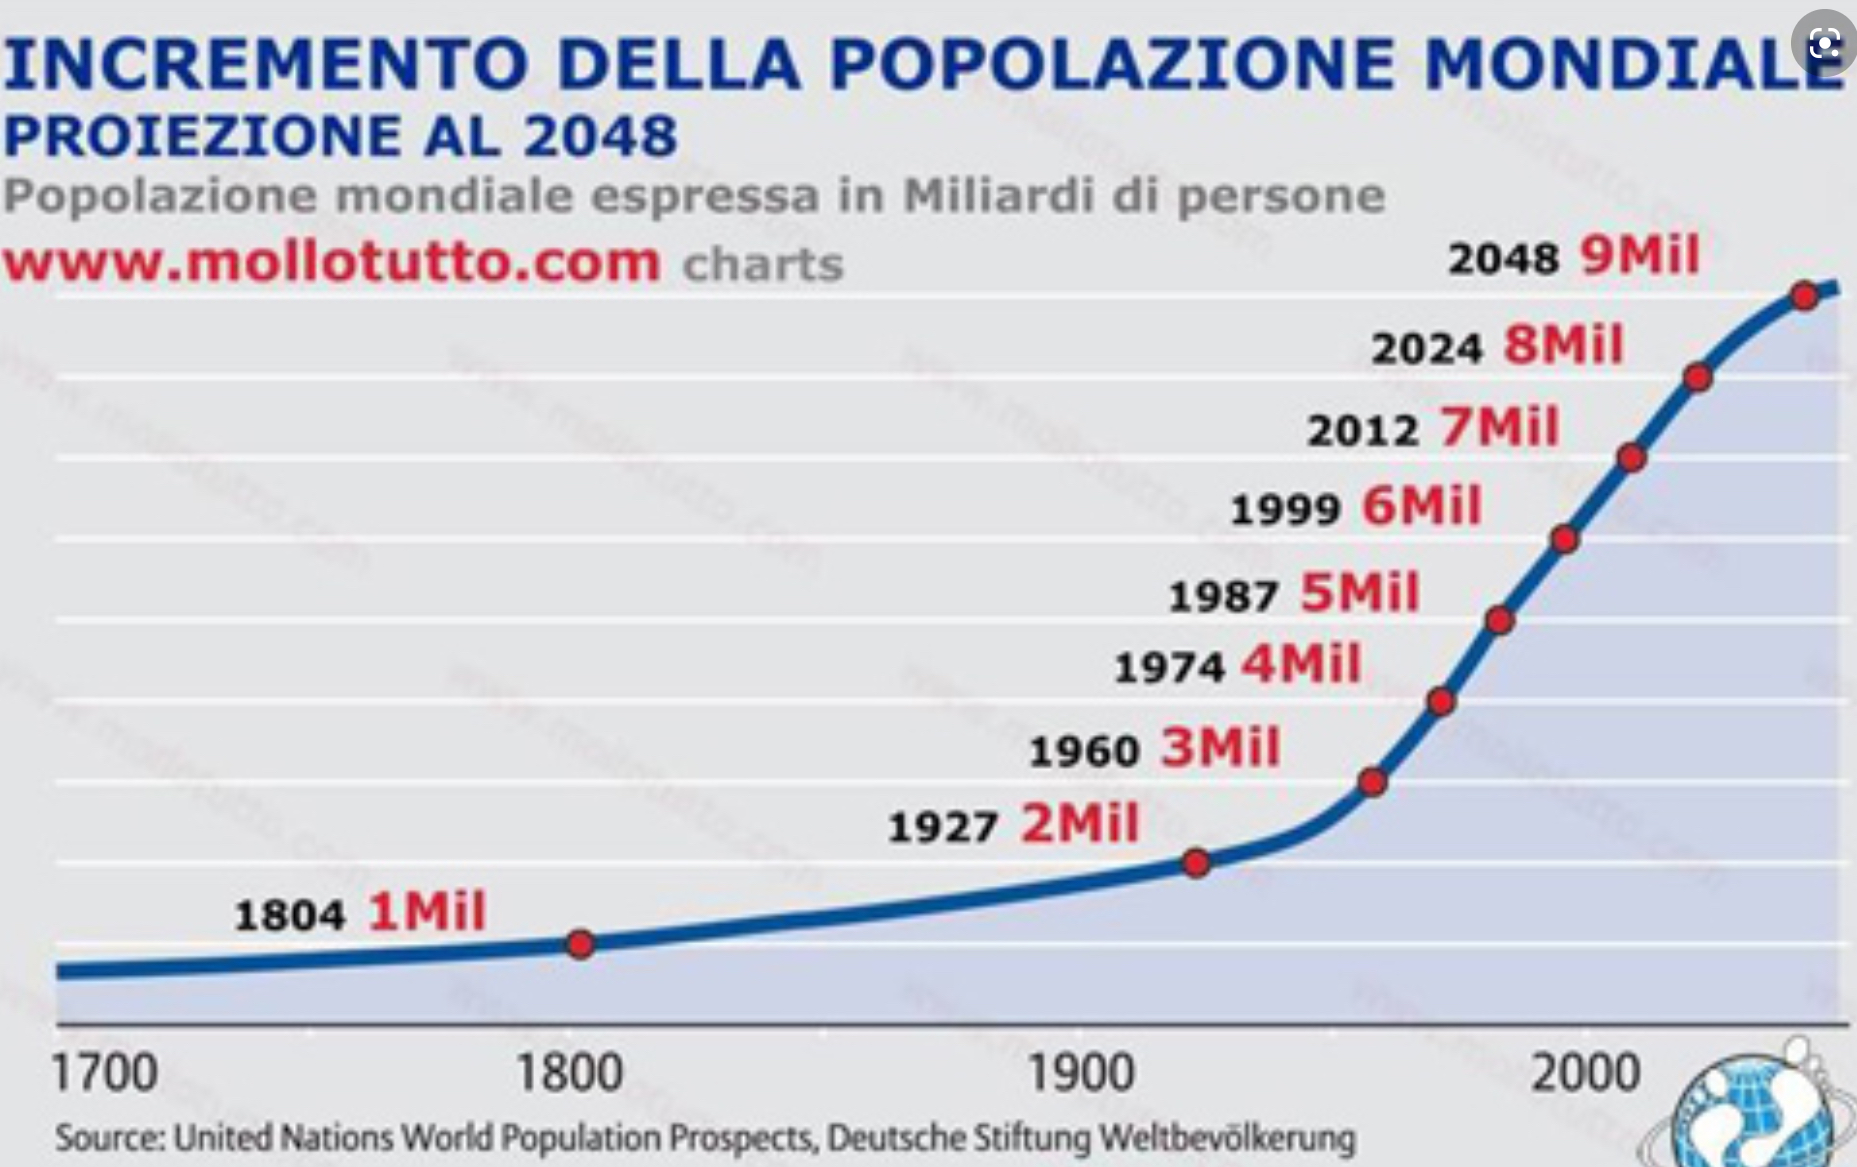 INCREMENTO DELLA POPOLAZIONE MONDIALE
PROIEZIONE AL 2048
Popolazione mondiale espressa in Miliardi di persone
www.mollotutto.com charts
2048 9Mil
2024 8Mil
2012 7Mil
1999 6Mil
1987 5Mil
1974 4Mil
1960 3Mil
1927 2Mil
1804 1Mil
1700 1800 1900 2000
Source: United Nations World Population Prospects, Deutsche Stiftung Weltbevölkerung